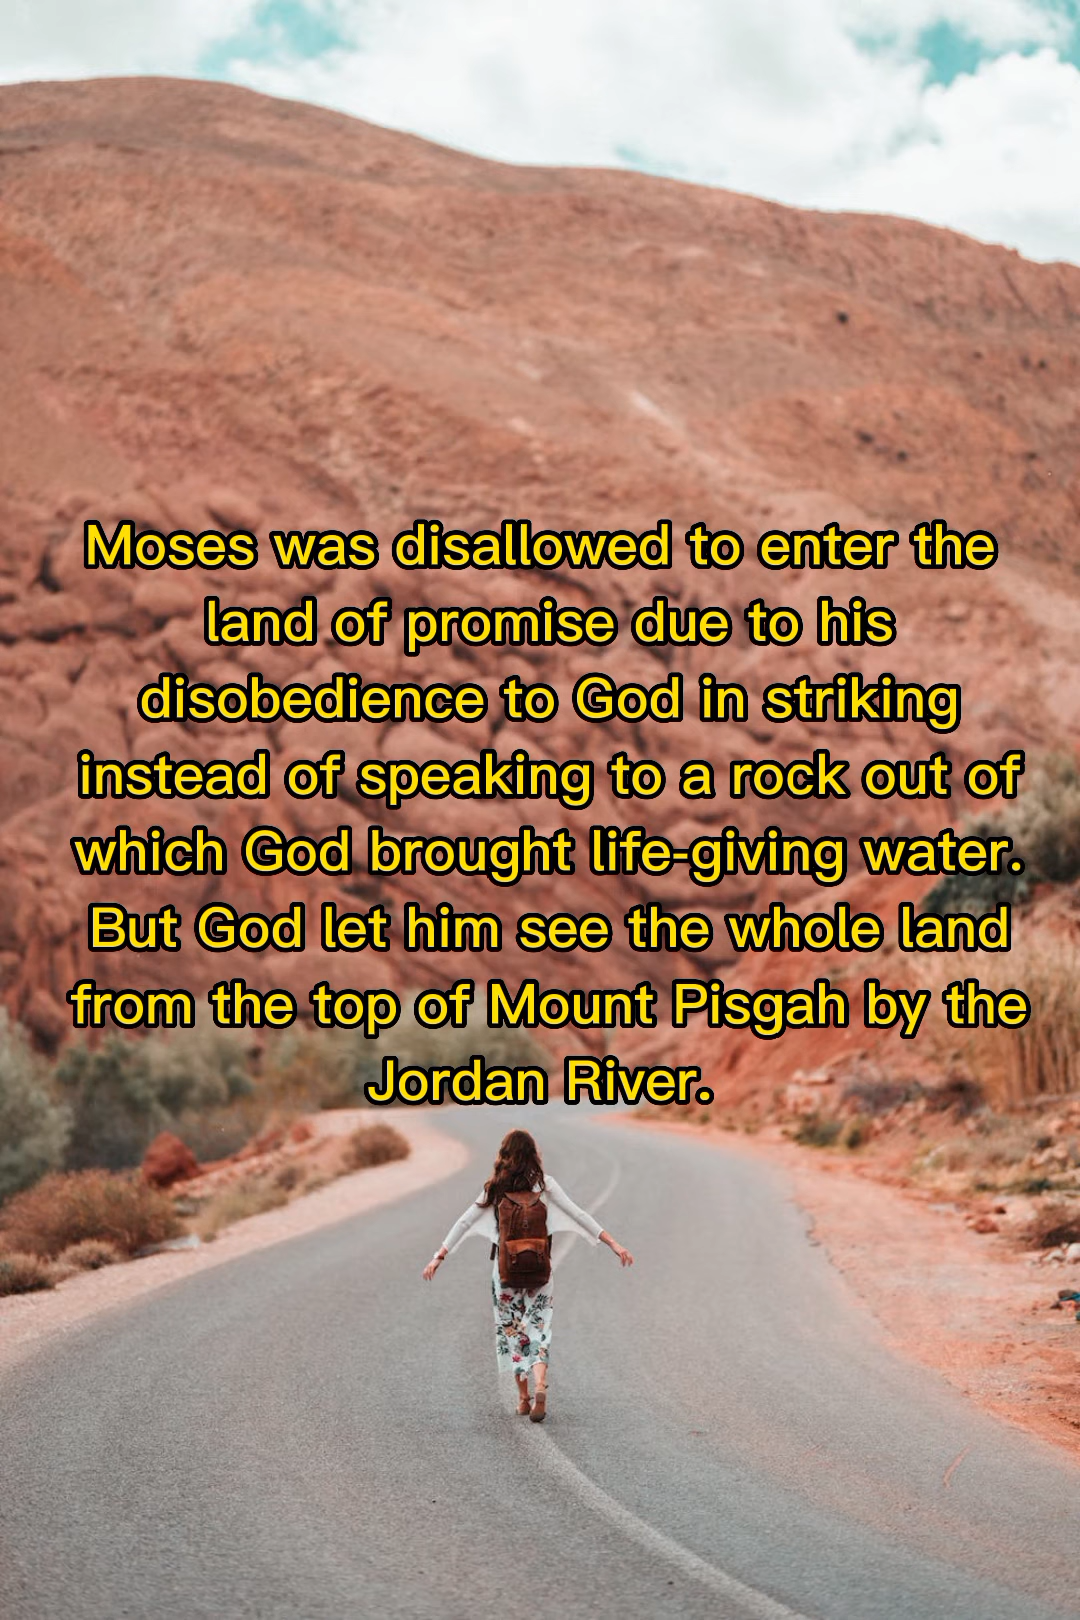 Moses was disallowed to enter the
land of promise due to his
disobedience to God in striking
instead of speaking to a rock out of
which God brought life-giving water.
But God let him see the whole land
from the top of Mount Pisgah by the
Jordan River.